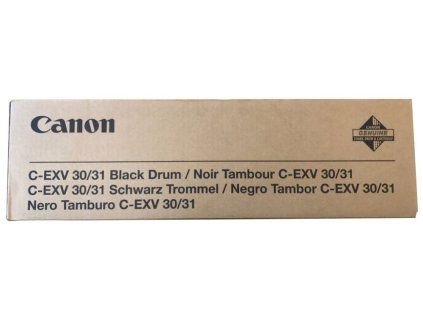 Canon
CANON
GENUINE
C-EXV 30/31 Black Drum / Noir Tambour C-EXV 30/31
C-EXV 30/31 Schwarz Trommel / Negro Tambor C-EXV 30/31
Nero Tamburo C-EXV 30/31